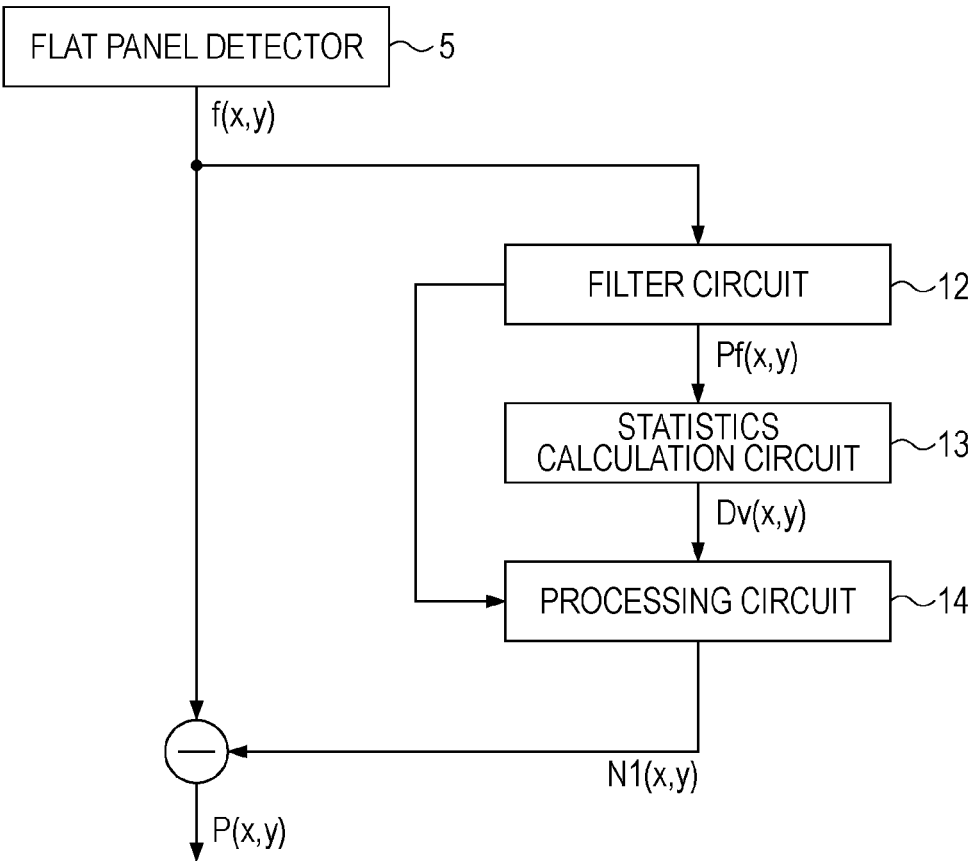 FLAT PANEL DETECTOR
5
f(x,y)
FILTER CIRCUIT
12
Pf(x,y)
STATISTICS
CALCULATION CIRCUIT
13
Dv(x,y)
PROCESSING CIRCUIT
14
N1(x,y)
P(x,y)